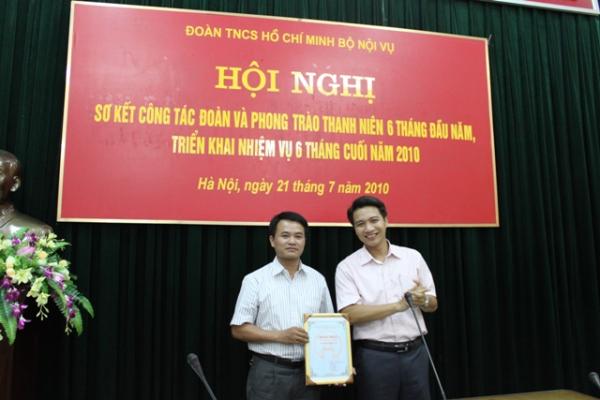 ĐOÀN TNCS HỒ CHÍ MINH BỘ NỘI VỤ
HỘI NGHỊ
SƠ KẾT CÔNG TÁC ĐOÀN VÀ PHONG TRÀO THANH NIÊN 6 THÁNG ĐẦU NĂM,
TRIỂN KHAI NHIỆM VỤ 6 THÁNG CUỐI NĂM 2010
Hà Nội, ngày 21 tháng 7 năm 2010